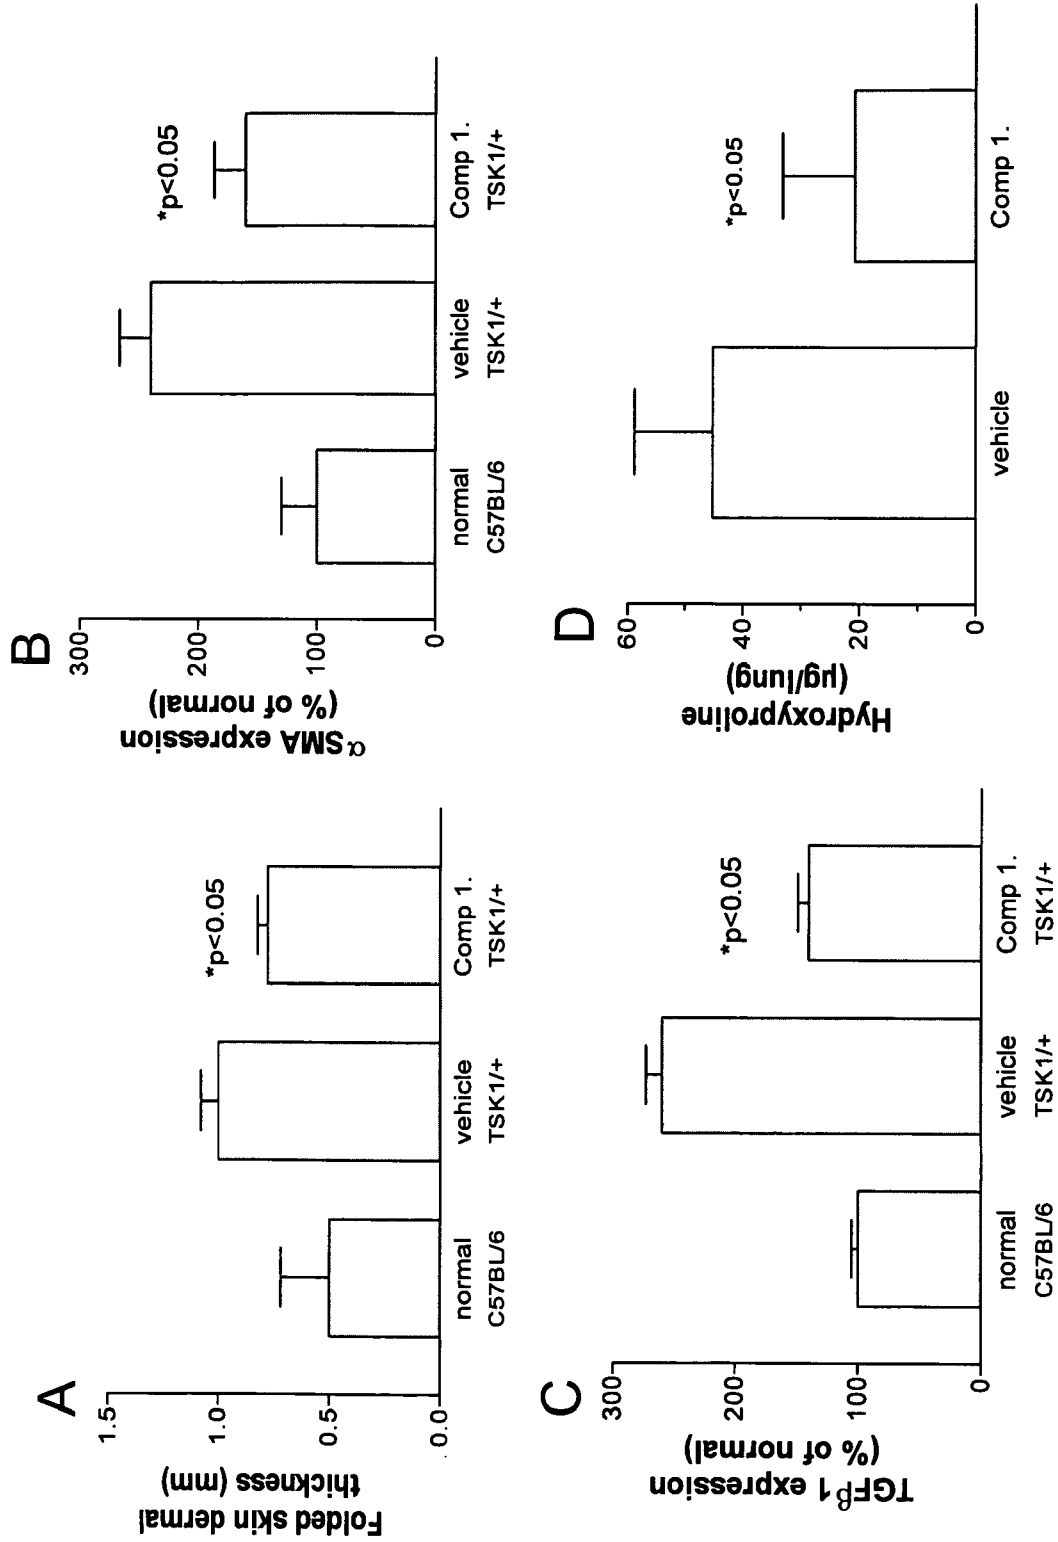 A
Folded skin dermal
thickness (mm)
1.5
1.0
0.5
0.0
*p<0.05
normal
C57BL/6
vehicle
TSK1/+
Comp 1.
TSK1/+
B
αSMA expression
(% of normal)
300
200
100
0
*p<0.05
normal
C57BL/6
vehicle
TSK1/+
Comp 1.
TSK1/+
C
TGFβ1 expression
(% of normal)
300
200
100
0
*p<0.05
normal
C57BL/6
vehicle
TSK1/+
Comp 1.
TSK1/+
D
Hydroxyproline
(µg/lung)
60
40
20
0
*p<0.05
vehicle
Comp 1.